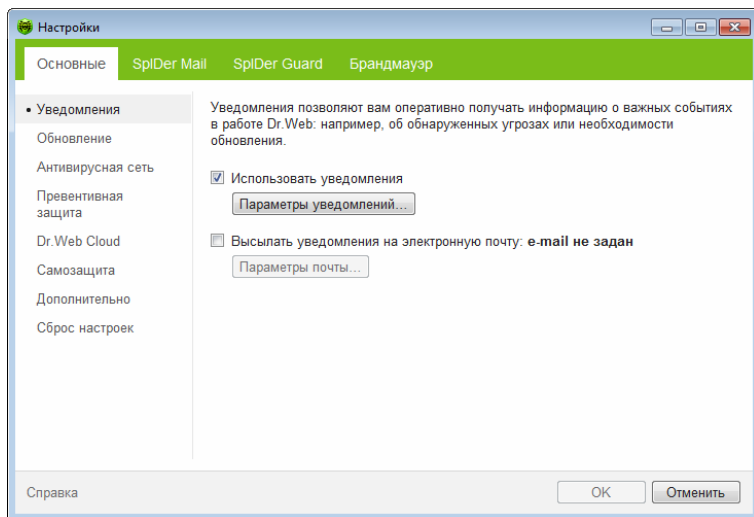 Настройки
Основные SpIDer Mail SpIDer Guard Брандмауэр
Уведомления
Обновление
Антивирусная сеть
Превентивная
защита
Dr.Web Cloud
Самозащита
Дополнительно
Сброс настроек
Уведомления позволяют вам оперативно получать информацию о важных событиях
в работе Dr.Web: например, об обнаруженных угрозах или необходимости
обновления.
Использовать уведомления
Параметры уведомлений...
Высылать уведомления на электронную почту: e-mail не задан
Параметры почты...
Справка
OK Отменить